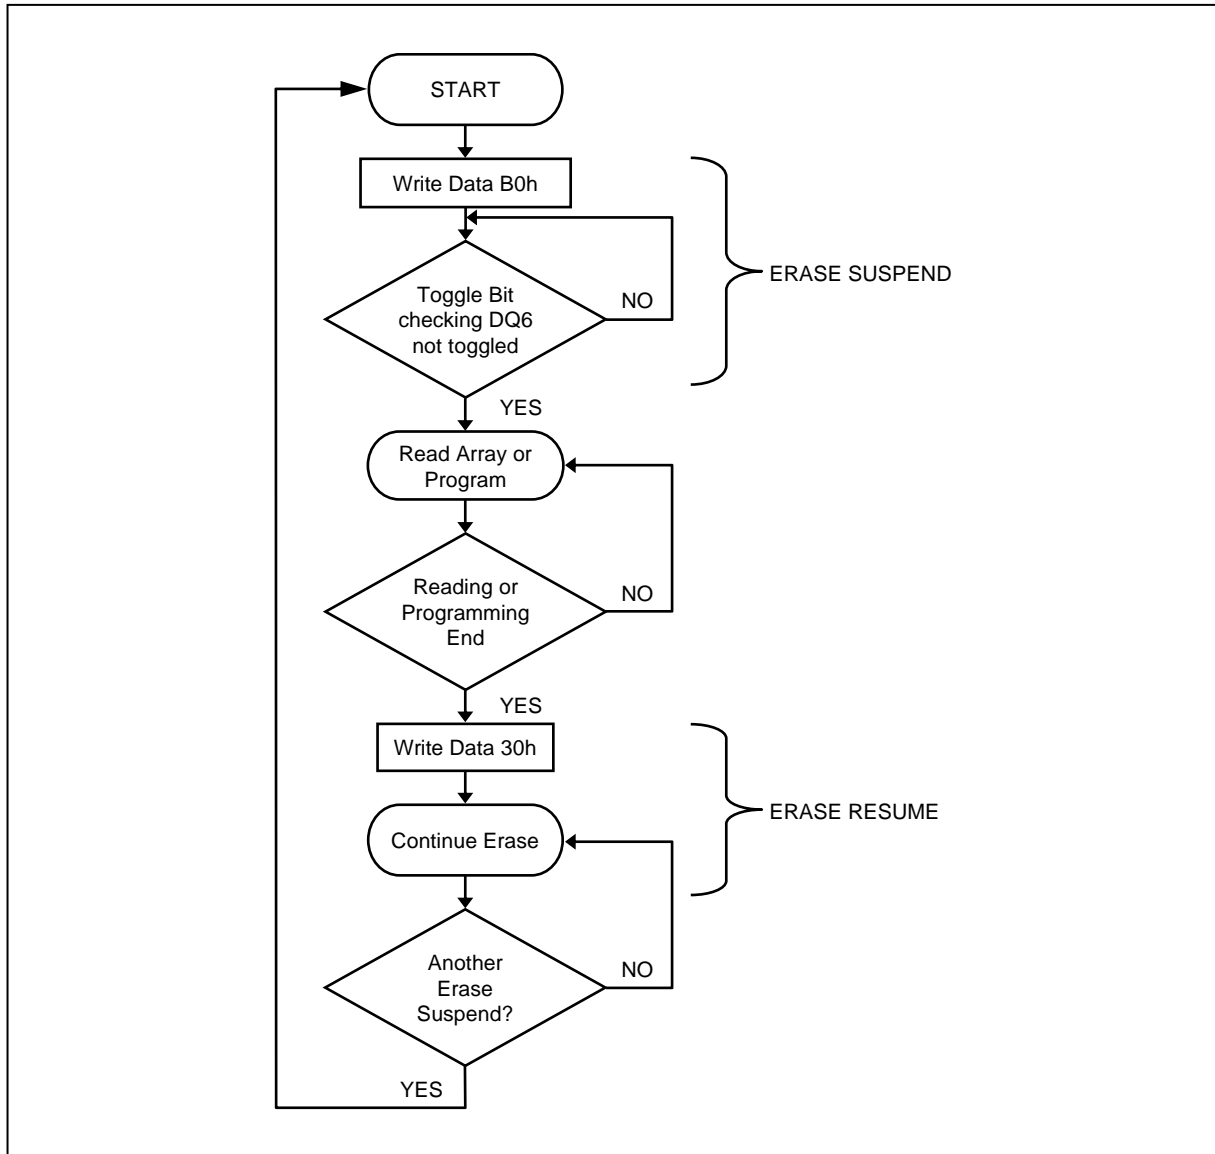 START
Write Data B0h
ERASE SUSPEND
Toggle Bit
checking DQ6
not toggled
NO
YES
Read Array or
Program
Reading or
Programming
End
NO
YES
Write Data 30h
ERASE RESUME
Continue Erase
Another
Erase
Suspend?
NO
YES